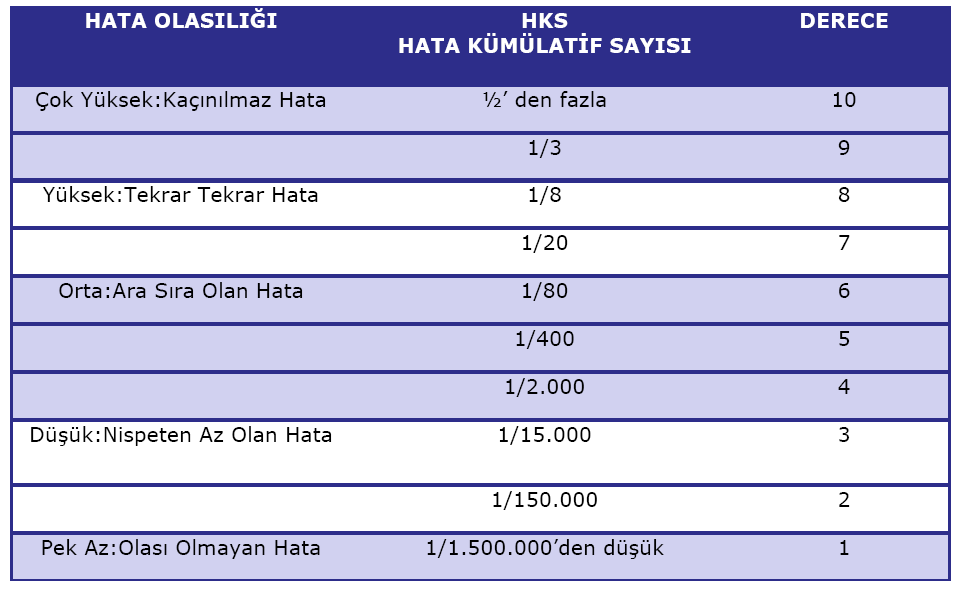 HATA OLASILIĞI HKS DERECE
HATA KÜMÜLATİF SAYISI
Çok Yüksek:Kaçınılmaz Hata ½’ den fazla 10
1/3 9
Yüksek:Tekrar Tekrar Hata 1/8 8
1/20 7
Orta:Ara Sıra Olan Hata 1/80 6
1/400 5
1/2.000 4
Düşük:Nispeten Az Olan Hata 1/15.000 3
1/150.000 2
Pek Az:Olası Olmayan Hata 1/1.500.000’den düşük 1